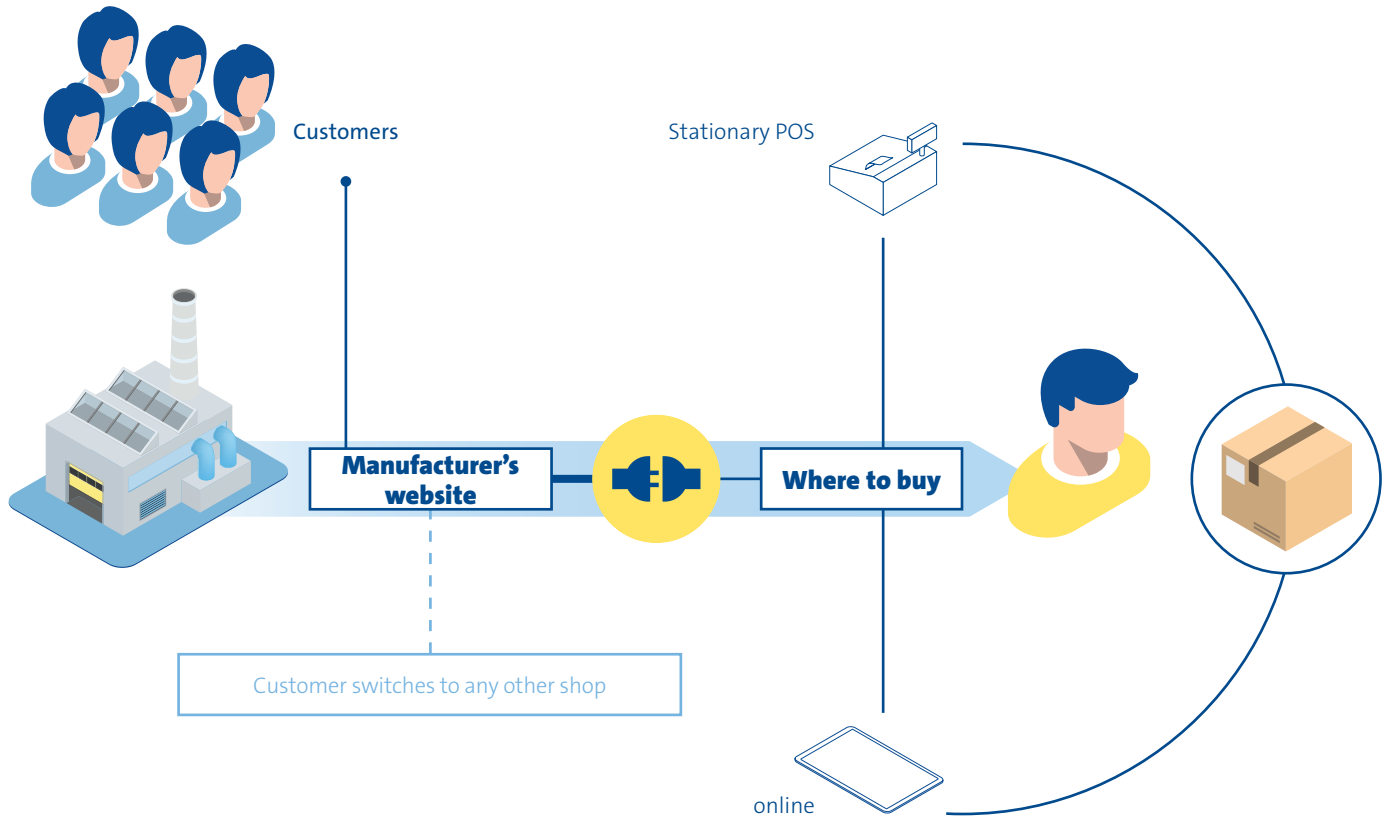 Customers
Stationary POS
Manufacturer's
website
Where to buy
Customer switches to any other shop
online